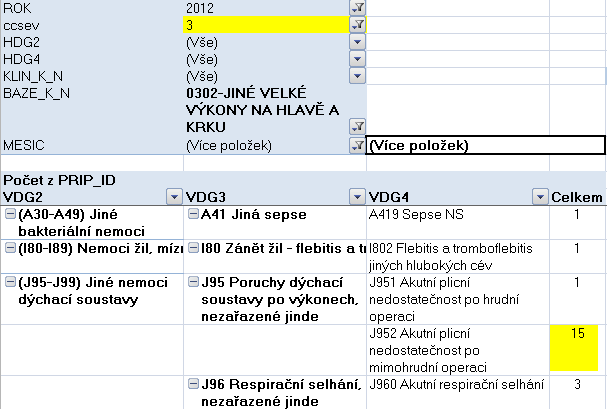 ROK 2012
ccsev 3
HDG2 (Vše)
HDG4 (Vše)
KLIN_K_N (Vše)
BAZE_K_N 0302-JINÉ VELKÉ
VÝKONY NA HLAVĚ A
KRKU
MESIC (Více položek) (Více položek)
Počet z PRIP_ID
VDG2 VDG3 VDG4 Celkem
(A30-A49) Jiné A41 Jiná sepse A419 Sepse NS 1
bakteriální nemoci
(I80-I89) Nemoci žil, mízn I80 Zánět žil - flebitis a tr I802 Flebitis a tromboflebitis 1
jiných hlubokých cév
(J95-J99) Jiné nemoci J95 Poruchy dýchací J951 Akutní plicní 1
dýchací soustavy soustavy po výkonech, nedostatečnost po hrudní
nezařazené jinde operaci
J952 Akutní plicní 15
nedostatečnost po
mimohrudní operaci
J96 Respirační selhání, J960 Akutní respirační selhání 3
nezařazené jinde